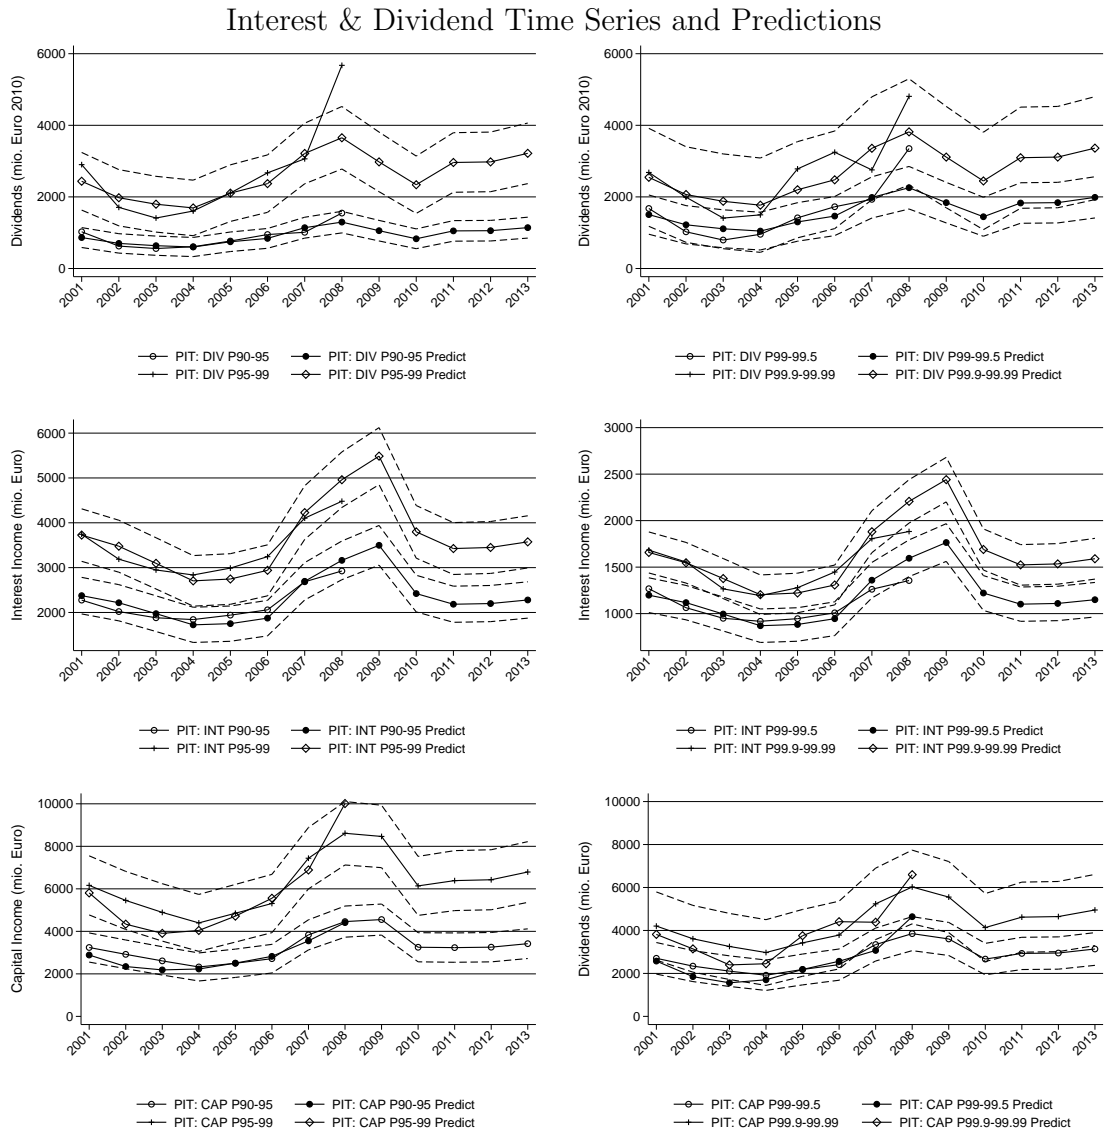 Interest & Dividend Time Series and Predictions
Dividends (mio. Euro 2010)
6000
4000
2000
0
2001 2002 2003 2004 2005 2006 2007 2008 2009 2010 2011 2012 2013
PIT: DIV P90-95 PIT: DIV P90-95 Predict
PIT: DIV P95-99 PIT: DIV P95-99 Predict
Dividends (mio. Euro 2010)
6000
4000
2000
0
2001 2002 2003 2004 2005 2006 2007 2008 2009 2010 2011 2012 2013
PIT: DIV P99-99.5 PIT: DIV P99-99.5 Predict
PIT: DIV P99.9-99.99 PIT: DIV P99.9-99.99 Predict
Interest Income (mio. Euro)
6000
5000
4000
3000
2000
2001 2002 2003 2004 2005 2006 2007 2008 2009 2010 2011 2012 2013
PIT: INT P90-95 PIT: INT P90-95 Predict
PIT: INT P95-99 PIT: INT P95-99 Predict
Interest Income (mio. Euro)
3000
2500
2000
1500
1000
2001 2002 2003 2004 2005 2006 2007 2008 2009 2010 2011 2012 2013
PIT: INT P99-99.5 PIT: INT P99-99.5 Predict
PIT: INT P99.9-99.99 PIT: INT P99.9-99.99 Predict
Capital Income (mio. Euro)
10000
8000
6000
4000
2000
0
2001 2002 2003 2004 2005 2006 2007 2008 2009 2010 2011 2012 2013
PIT: CAP P90-95 PIT: CAP P90-95 Predict
PIT: CAP P95-99 PIT: CAP P95-99 Predict
Dividends (mio. Euro)
10000
8000
6000
4000
2000
0
2001 2002 2003 2004 2005 2006 2007 2008 2009 2010 2011 2012 2013
PIT: CAP P99-99.5 PIT: CAP P99-99.5 Predict
PIT: CAP P99.9-99.99 PIT: CAP P99.9-99.99 Predict